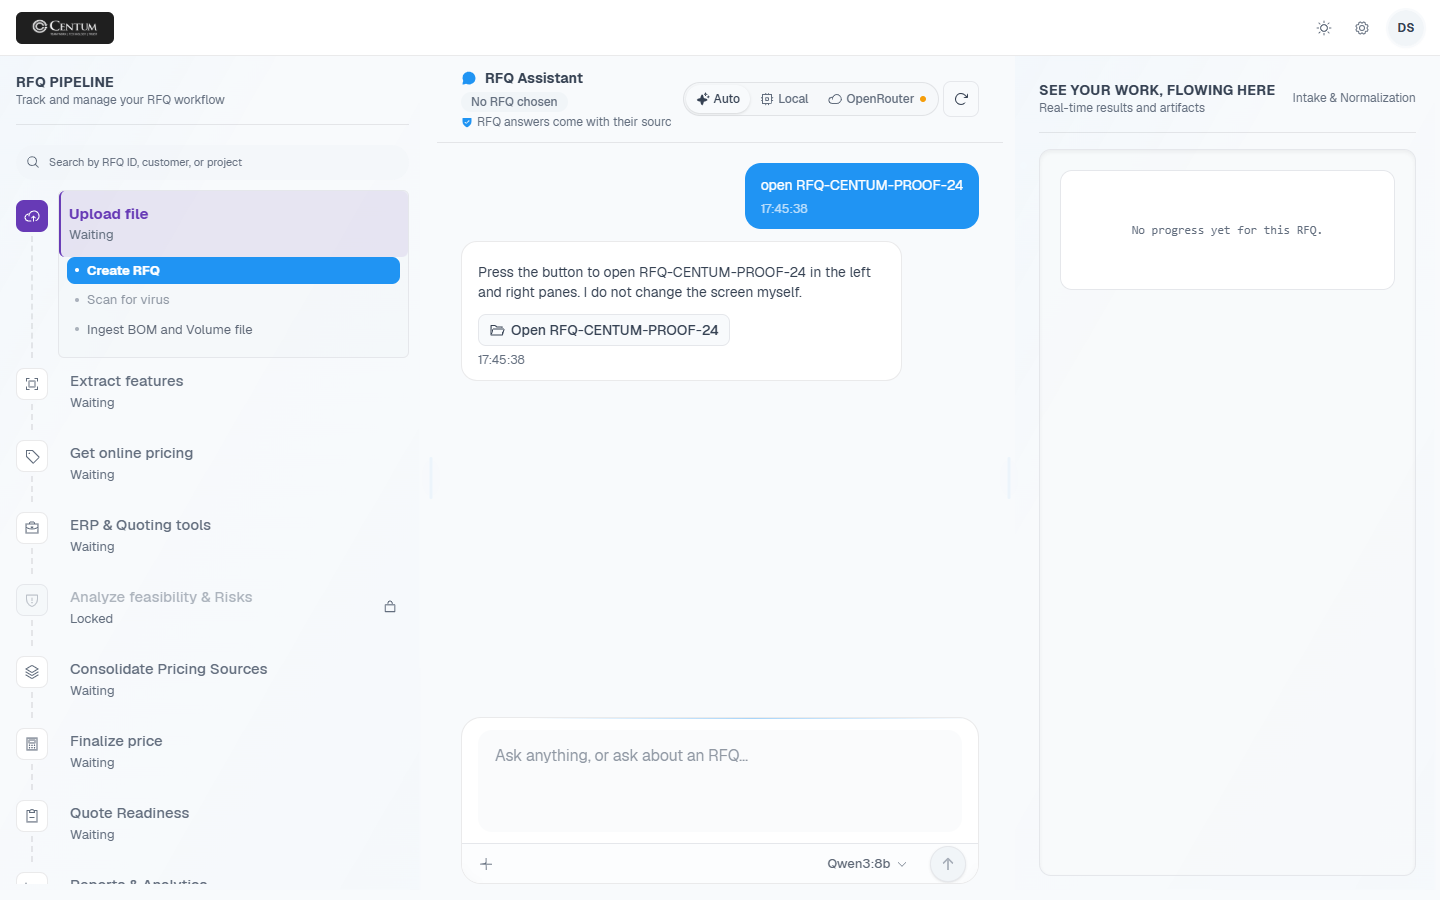 CENTUM
DS
RFQ PIPELINE
Track and manage your RFQ workflow
Search by RFQ ID, customer, or project
Upload file
Waiting
Create RFQ
Scan for virus
Ingest BOM and Volume file
Extract features
Waiting
Get online pricing
Waiting
ERP & Quoting tools
Waiting
Analyze feasibility & Risks
Locked
Consolidate Pricing Sources
Waiting
Finalize price
Waiting
Quote Readiness
Waiting
Reports & Analytics
RFQ Assistant
No RFQ chosen
RFQ answers come with their sourc
Auto
Local
OpenRouter
open RFQ-CENTUM-PROOF-24
17:45:38
Press the button to open RFQ-CENTUM-PROOF-24 in the left
and right panes. I do not change the screen myself.
Open RFQ-CENTUM-PROOF-24
17:45:38
Ask anything, or ask about an RFQ...
Qwen3:8b
SEE YOUR WORK, FLOWING HERE
Real-time results and artifacts
Intake & Normalization
No progress yet for this RFQ.